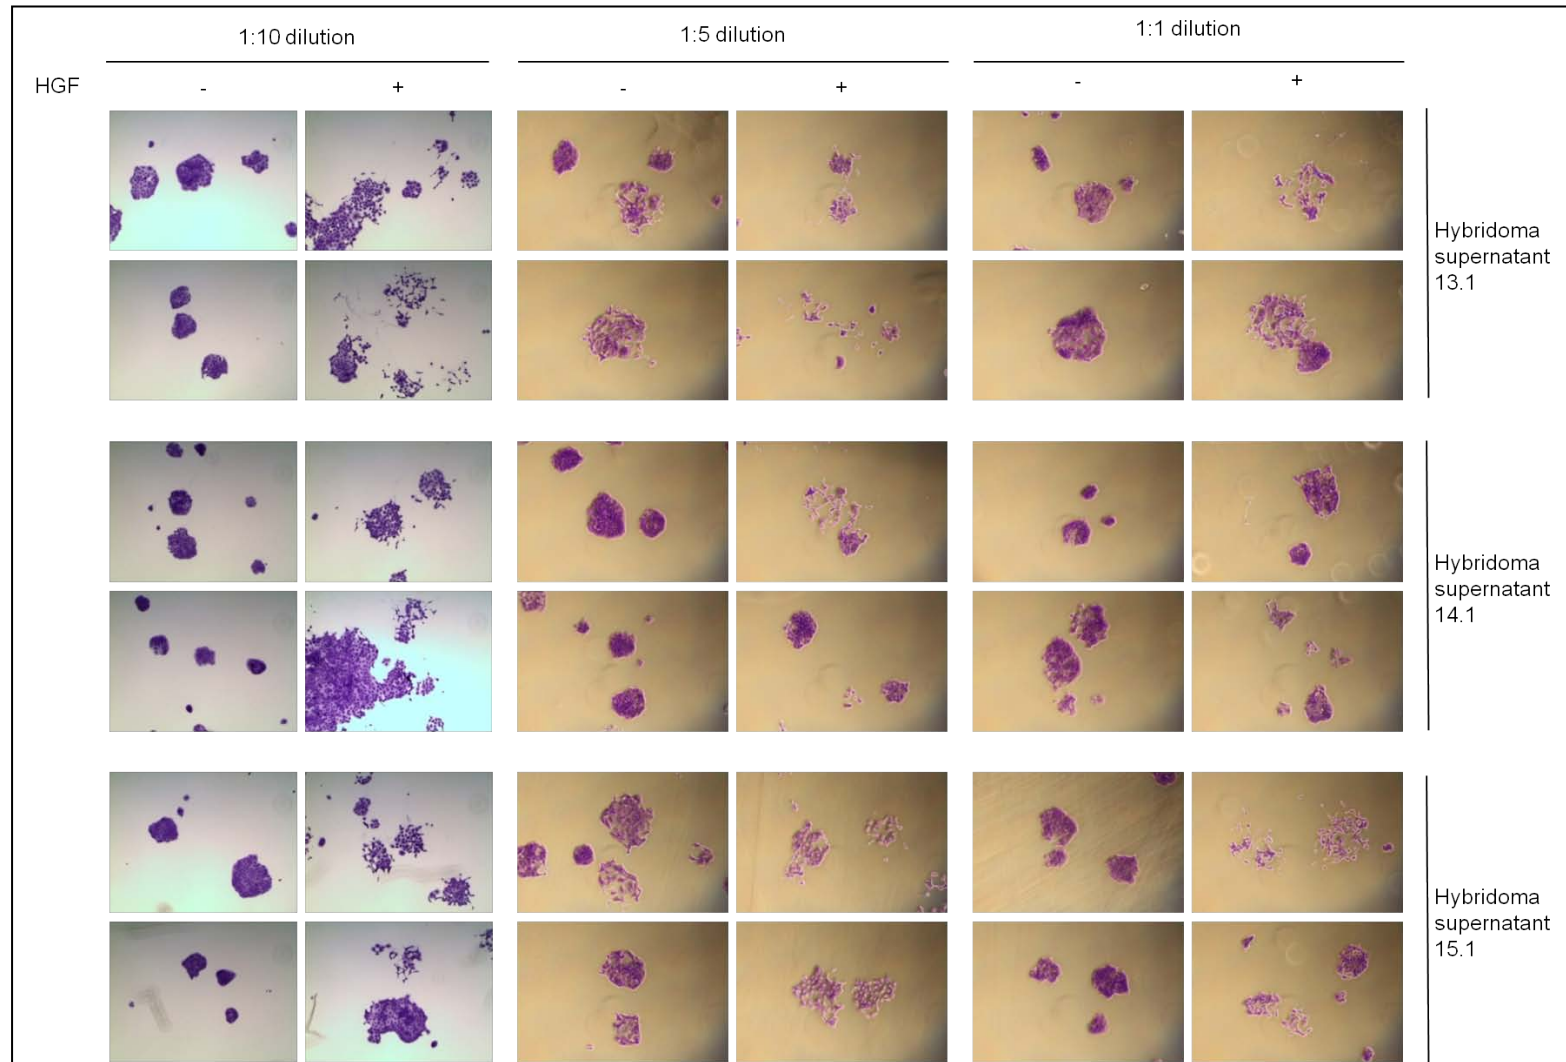 1:10 dilution
1:5 dilution
1:1 dilution
HGF
-
+
-
+
-
+
Hybridoma
supernatant
13.1
Hybridoma
supernatant
14.1
Hybridoma
supernatant
15.1